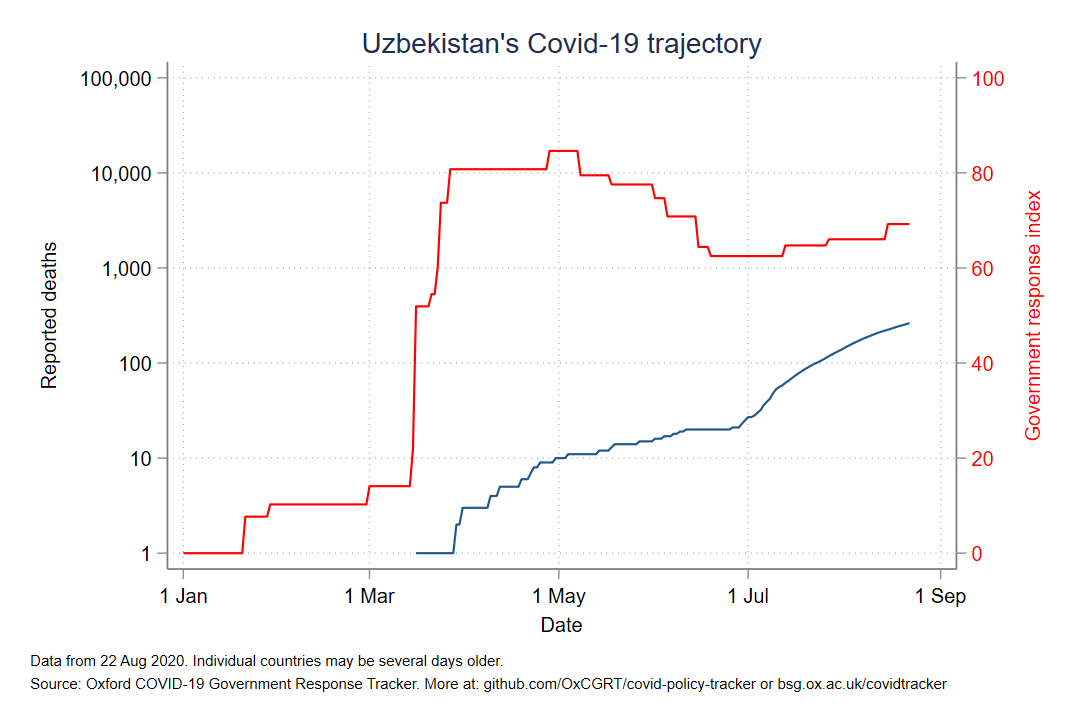 Uzbekistan's Covid-19 trajectory
100,000
10,000
1,000
100
10
1
Reported deaths
100
80
60
40
20
0
Government response index
1 Jan 1 Mar 1 May 1 Jul 1 Sep
Date
Data from 22 Aug 2020. Individual countries may be several days older.
Source: Oxford COVID-19 Government Response Tracker. More at: github.com/OxCGRT/covid-policy-tracker or bsg.ox.ac.uk/covidtracker